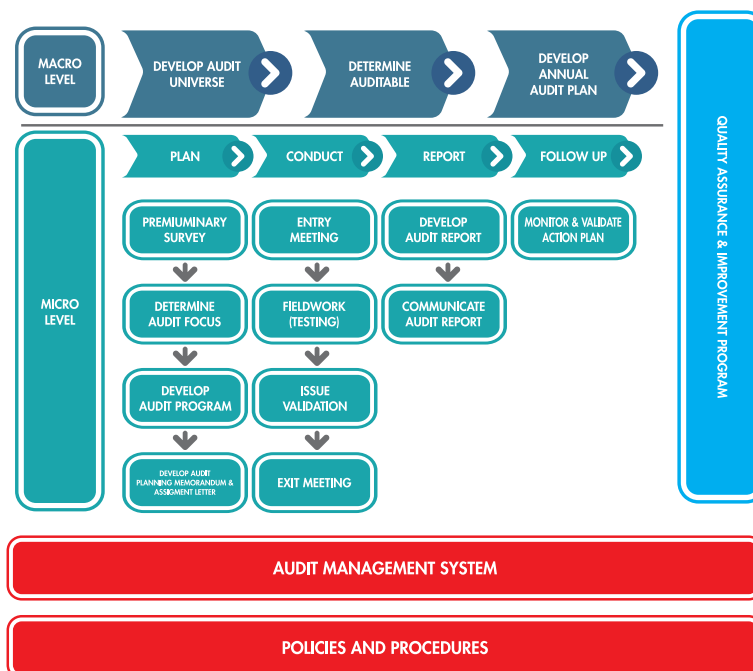 MACRO
LEVEL
DEVELOP AUDIT
UNIVERSE
DETERMINE
AUDITABLE
DEVELOP
ANNUAL
AUDIT PLAN
QUALITY ASSURANCE & IMPROVEMENT PROGRAM
MICRO
LEVEL
PLAN
CONDUCT
REPORT
FOLLOW UP
PREMIUMINARY
SURVEY
ENTRY
MEETING
DEVELOP
AUDIT REPORT
MONITOR & VALIDATE
ACTION PLAN
DETERMINE
AUDIT FOCUS
FIELDWORK
(TESTING)
COMMUNICATE
AUDIT REPORT
DEVELOP
AUDIT PROGRAM
ISSUE
VALIDATION
DEVELOP AUDIT
PLANNING MEMORANDUM &
ASSIGMENT LETTER
EXIT MEETING
AUDIT MANAGEMENT SYSTEM
POLICIES AND PROCEDURES